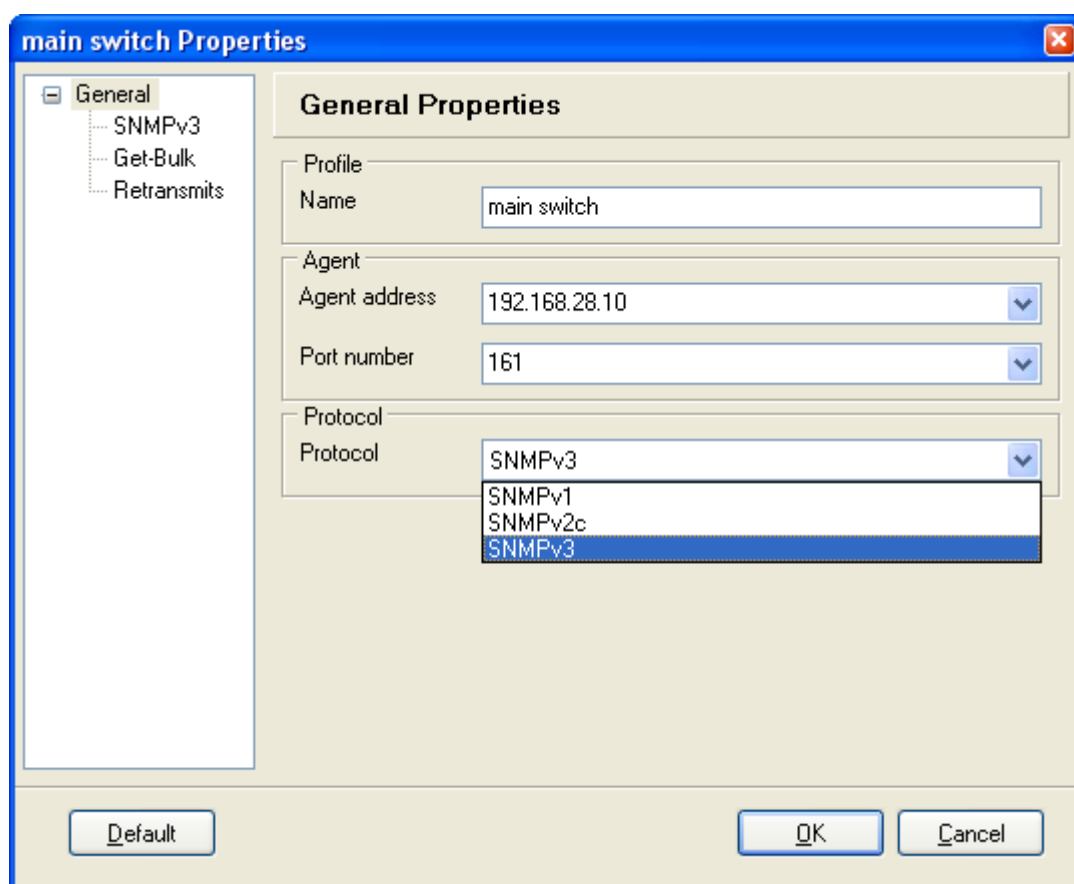 main switch Properties
General
SNMPv3
Get-Bulk
Retransmits
General Properties
Profile
Name
main switch
Agent
Agent address
192.168.28.10
Port number
161
Protocol
Protocol
SNMPv3
SNMPv1
SNMPv2c
SNMPv3
Default
OK
Cancel